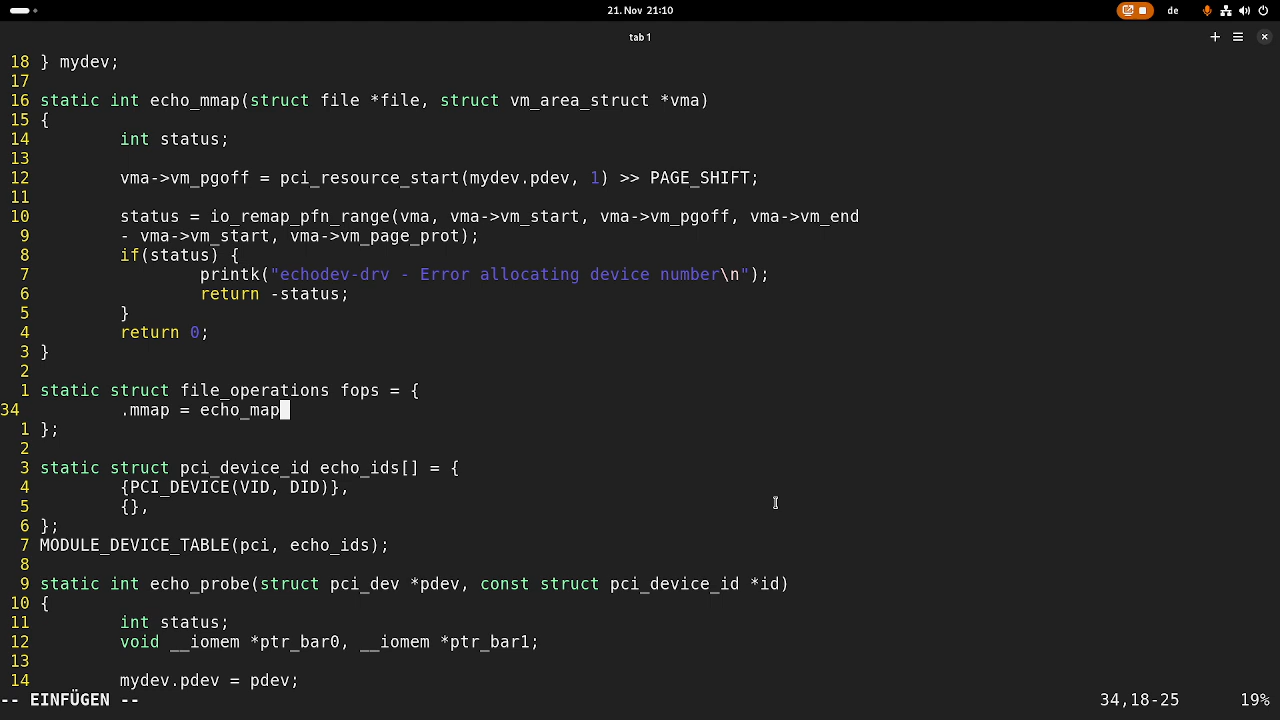 21. Nov 21:10
de
tab 1
18 } mydev;
17
16 static int echo_mmap(struct file *file, struct vm_area_struct *vma)
15 {
14 int status;
13
12 vma->vm_pgoff = pci_resource_start(mydev.pdev, 1) >> PAGE_SHIFT;
11
10 status = io_remap_pfn_range(vma, vma->vm_start, vma->vm_pgoff, vma->vm_end
9 - vma->vm_start, vma->vm_page_prot);
8 if(status) {
7 printk("echodev-drv - Error allocating device number\n");
6 return -status;
5 }
4 return 0;
3 }
2
1 static struct file_operations fops = {
34 .mmap = echo_map
1 };
2
3 static struct pci_device_id echo_ids[] = {
4 {PCI_DEVICE(VID, DID)},
5 {},
6 };
7 MODULE_DEVICE_TABLE(pci, echo_ids);
8
9 static int echo_probe(struct pci_dev *pdev, const struct pci_device_id *id)
10 {
11 int status;
12 void __iomem *ptr_bar0, __iomem *ptr_bar1;
13
14 mydev.pdev = pdev;
-- EINFÜGEN -- 34,18-25 19%